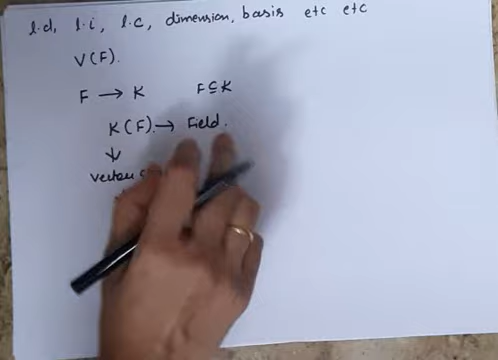 l.d, l.i, l.c, dimension, basis etc etc
V(F).
F → K F ⊆ K
K(F). → Field.
↓